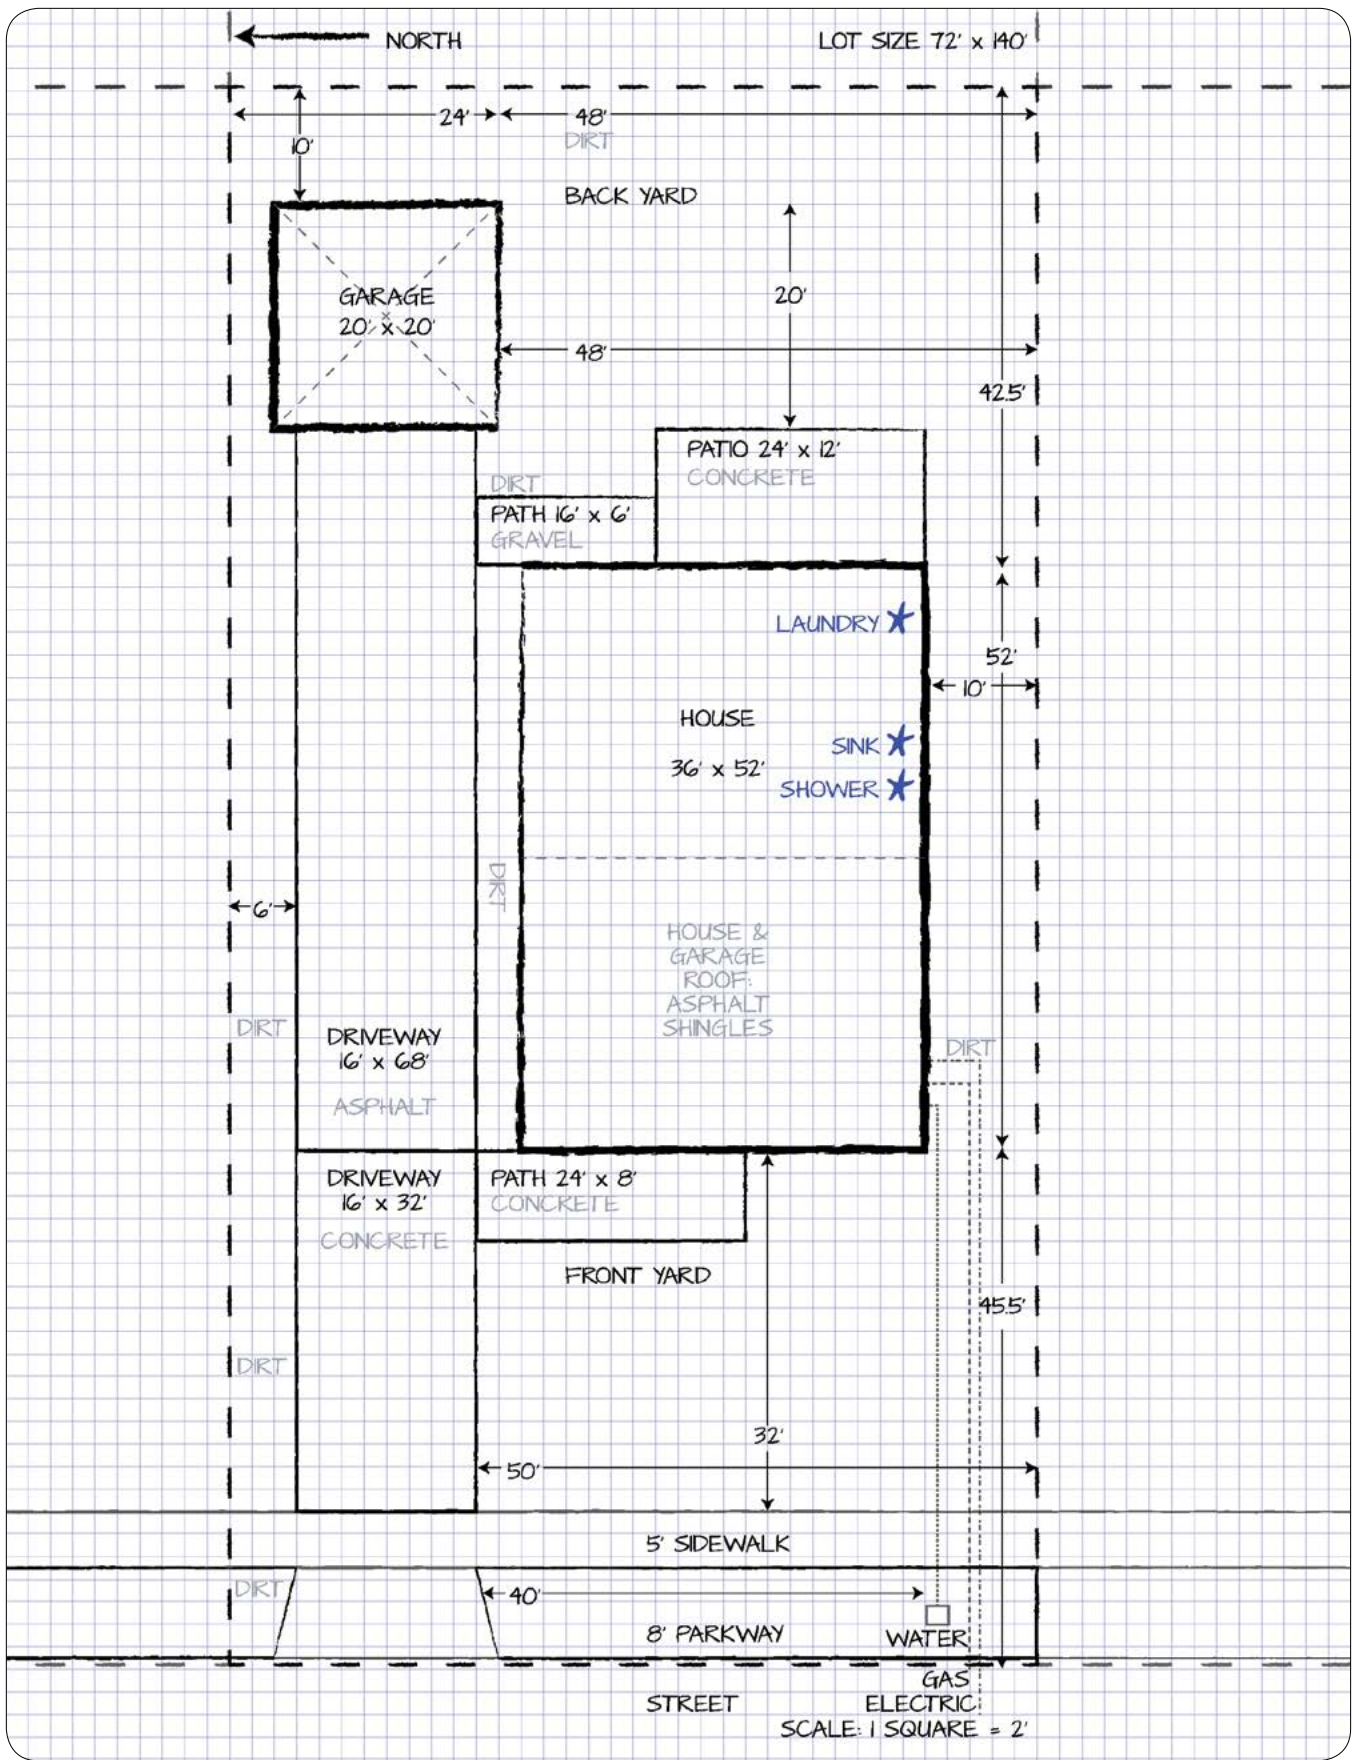 NORTH
LOT SIZE 72' x 140'
24'
48'
DIRT
10'
BACK YARD
GARAGE
20' x 20'
20'
48'
42.5'
PATIO 24' x 12'
CONCRETE
DIRT
PATH 16' x 6'
GRAVEL
LAUNDRY
52'
10'
HOUSE
SINK
36' x 52'
SHOWER
DIRT
6'
HOUSE &
GARAGE
ROOF:
ASPHALT
SHINGLES
DIRT
DRIVEWAY
16' x 68'
DIRT
ASPHALT
DRIVEWAY
16' x 32'
CONCRETE
PATH 24' x 8'
CONCRETE
FRONT YARD
45.5'
DIRT
32'
50'
5' SIDEWALK
DIRT
40'
8' PARKWAY
WATER
GAS
STREET
ELECTRIC
SCALE: 1 SQUARE = 2'